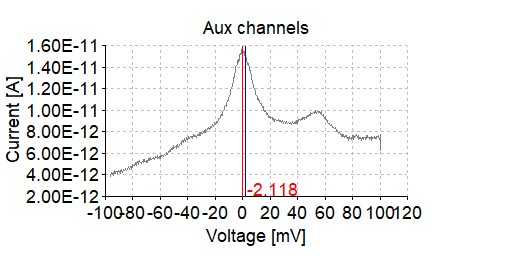 Aux channels
Current [A]
1.60E-11
1.40E-11
1.20E-11
1.00E-11
8.00E-12
6.00E-12
4.00E-12
2.00E-12
-2.118
-100-80 -60 -40 -20 0 20 40 60 80 100120
Voltage [mV]